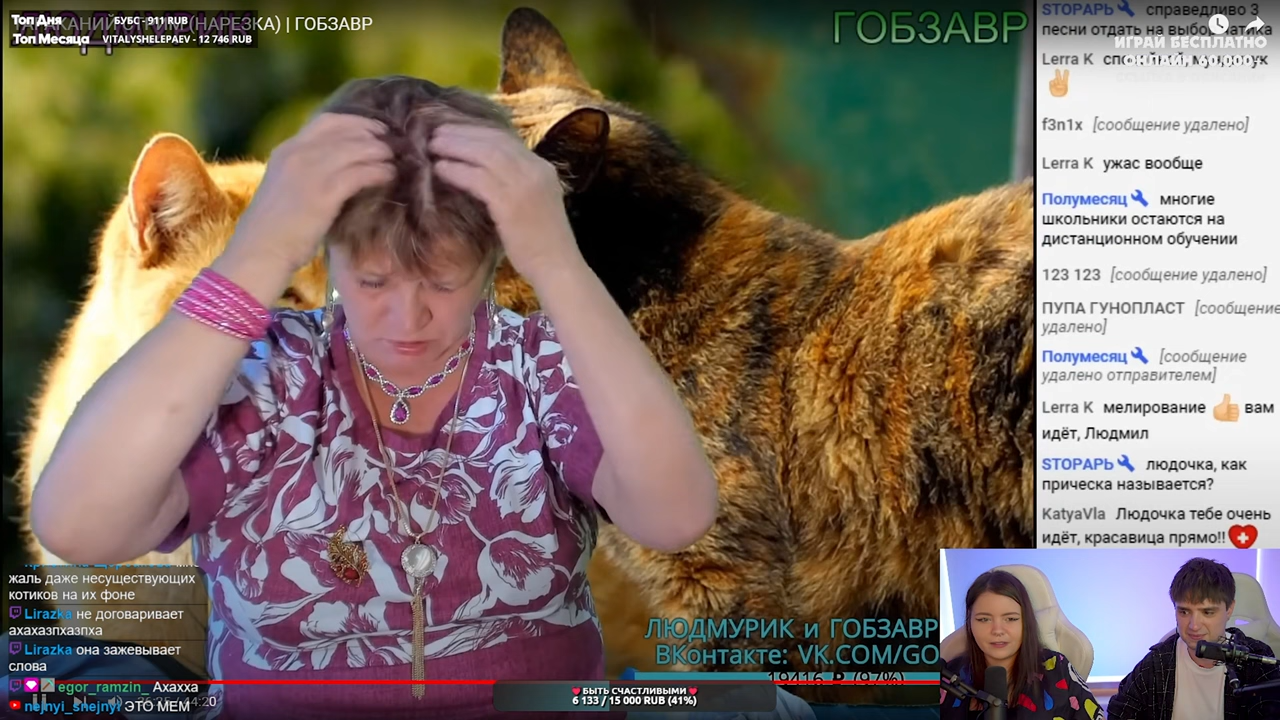 Топ Дня БУБС - 911 RUB
(НАРЕЗКА) | ГОБЗАВР
Топ Месяца VITALYSHELEPAEV - 12 746 RUB
ГОБЗАВР
STOPAPЬ справедливо 3
песни отдать на выбор
ИГРАЙ БЕСПЛАТНО
Lerra K
f3n1x [сообщение удалено]
Lerra K ужас вообще
Полумесяц многие
школьники остаются на
дистанционном обучении
123 123 [сообщение удалено]
ПУПА ГУНОПЛАСТ [сообщение
удалено]
Полумесяц [сообщение
удалено отправителем]
Lerra K мелирование 👍 вам
идёт, Людмил
STOPAPЬ людочка, как
прическа называется?
KatyaVla Людочка тебе очень
идёт, красавица прямо!!
жаль даже несуществующих
котиков на их фоне
Lirazka не договаривает
ахахазпхазпха
Lirazka она зажевывает
слова
egor_ramzin_ Ахахха
nejnyi_snejnyi ЭТО МЕМ
ЛЮДМУРИК и ГОБЗАВР
ВКонтакте: VK.COM/GO
19416 ₽ (97%)
БЫТЬ СЧАСТЛИВЫМИ
6 133 / 15 000 RUB (41%)